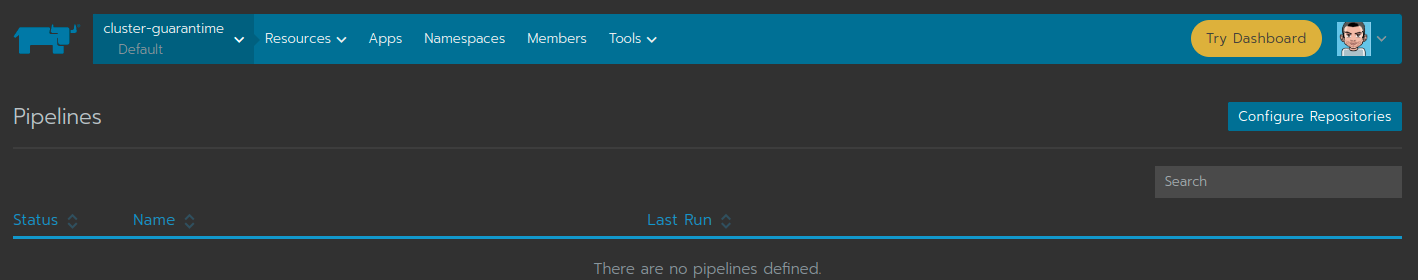 cluster-guarantime
Default
Resources Apps Namespaces Members Tools Try Dashboard
Pipelines Configure Repositories
Search
Status Name Last Run
There are no pipelines defined.